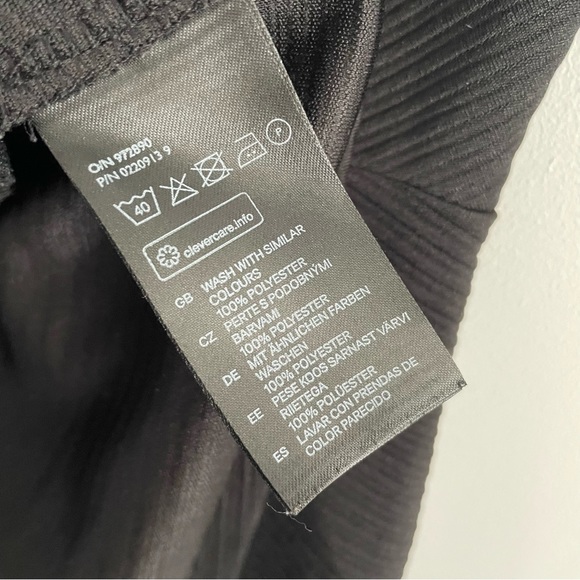 O/N 972890
P/N 0220913 9
40 P
clevercare.info
GB WASH WITH SIMILAR
COLOURS
100% POLYESTER
CZ PERTE S PODOBNÝMI
BARVAMI
100% POLYESTER
DE MIT ÄHNLICHEN FARBEN
WASCHEN
100% POLYESTER
EE PESE KOOS SARNAST VÄRVI
RIIETEGA
100% POLÜESTER
ES LAVAR CON PRENDAS DE
COLOR PARECIDO